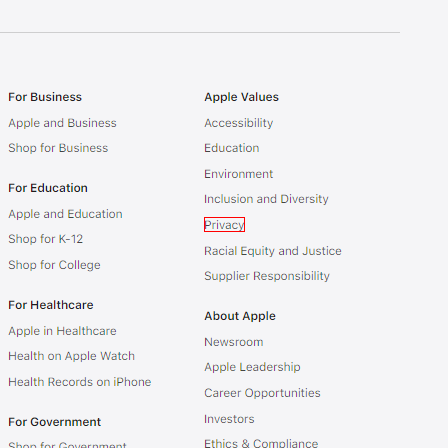 For Business
Apple and Business
Shop for Business
For Education
Apple and Education
Shop for K-12
Shop for College
For Healthcare
Apple in Healthcare
Health on Apple Watch
Health Records on iPhone
For Government
Shop for Government
Apple Values
Accessibility
Education
Environment
Inclusion and Diversity
Privacy
Racial Equity and Justice
Supplier Responsibility
About Apple
Newsroom
Apple Leadership
Career Opportunities
Investors
Ethics & Compliance